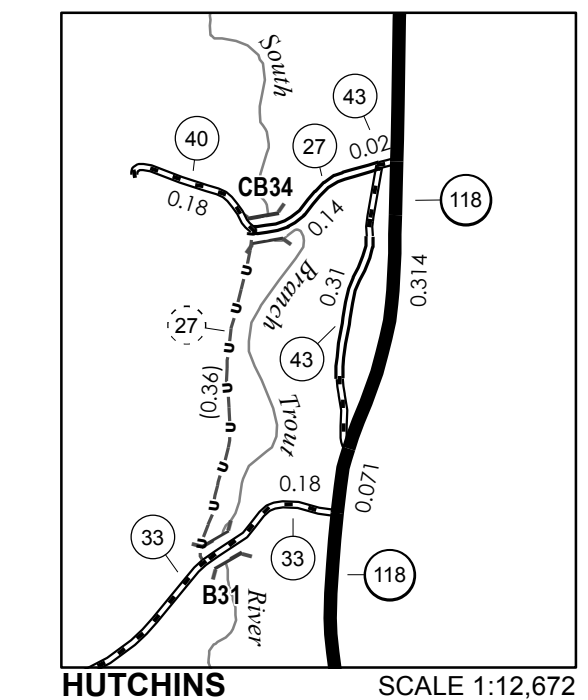 South
43
0.02
27
40
CB34
0.18
0.14
118
Branch
0.31
0.314
27
43
(0.36)
Trout
0.18
0.071
33
33
118
B31
River
HUTCHINS
SCALE 1:12,672